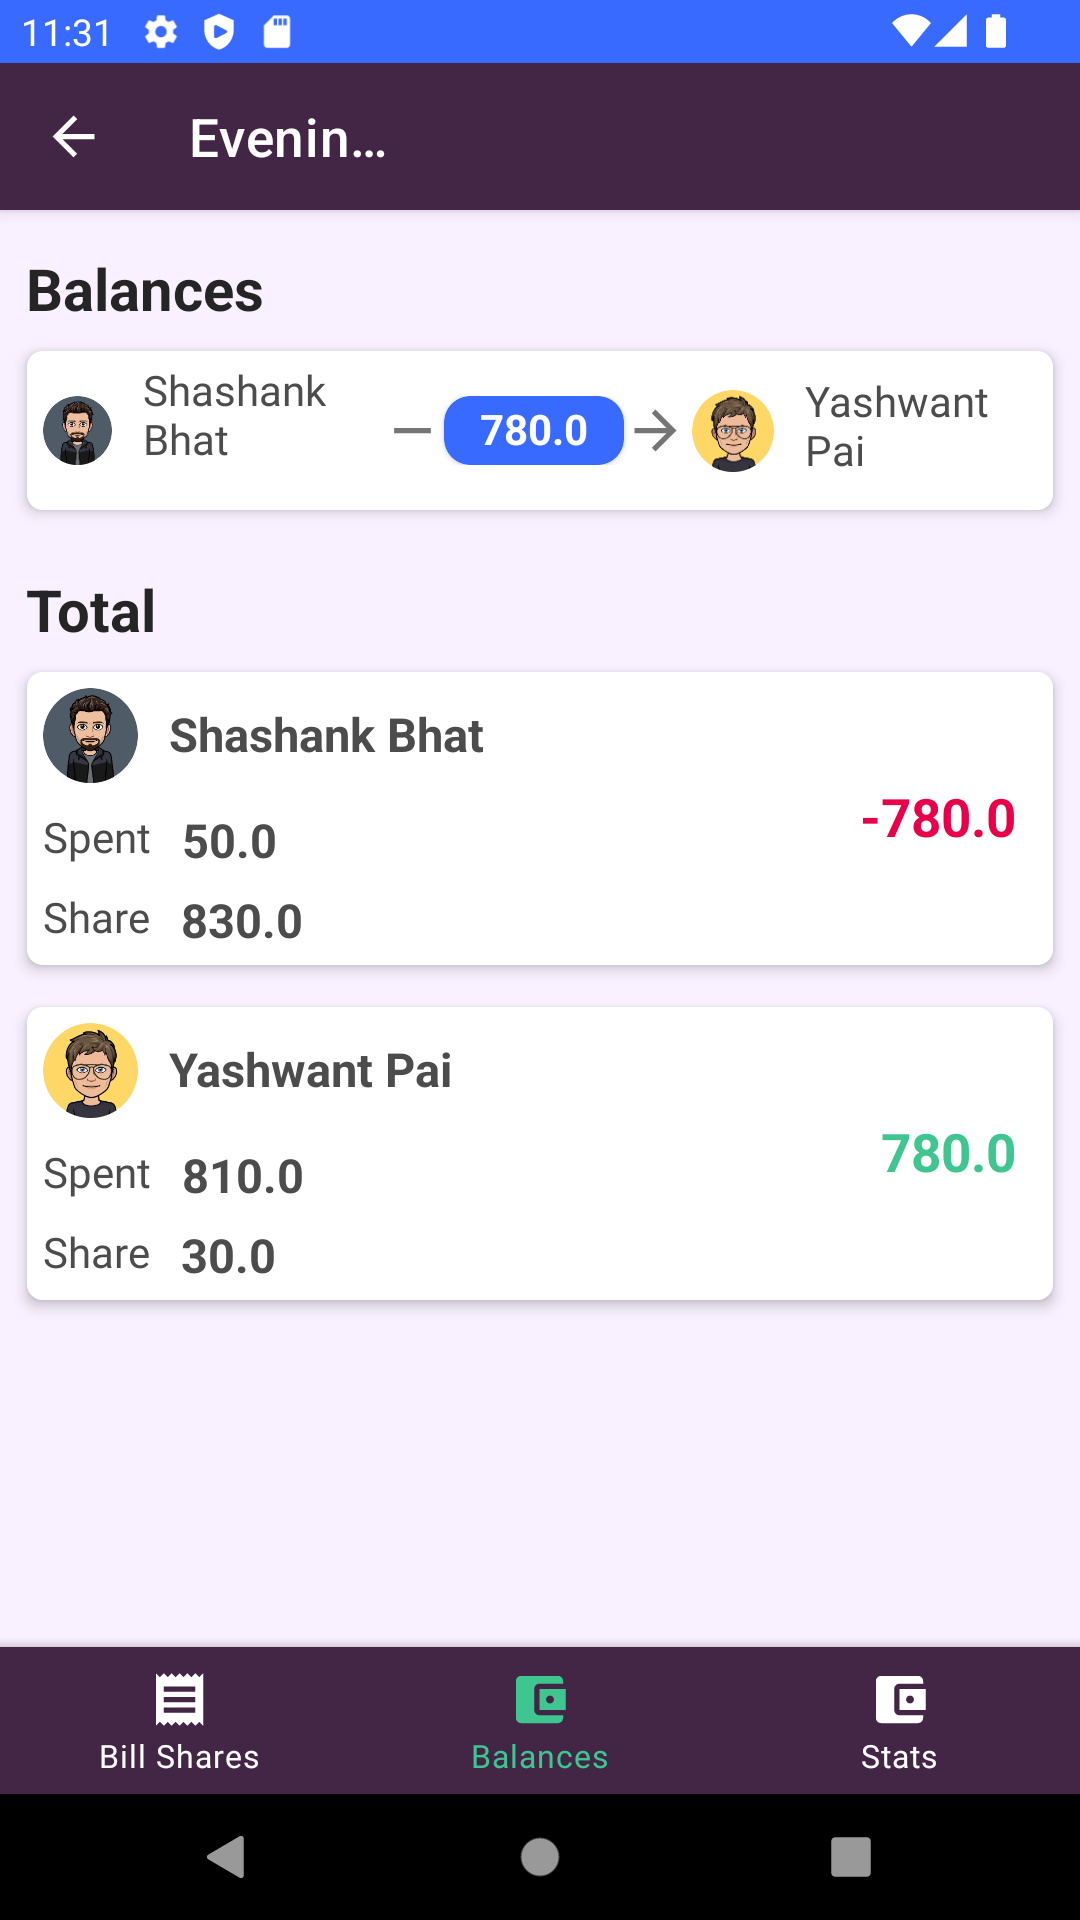 11:31
Evenin...
Balances
Shashank
Bhat
780.0
Yashwant
Pai
Total
Shashank Bhat
-780.0
Spent 50.0
Share 830.0
Yashwant Pai
780.0
Spent 810.0
Share 30.0
Bill Shares
Balances
Stats